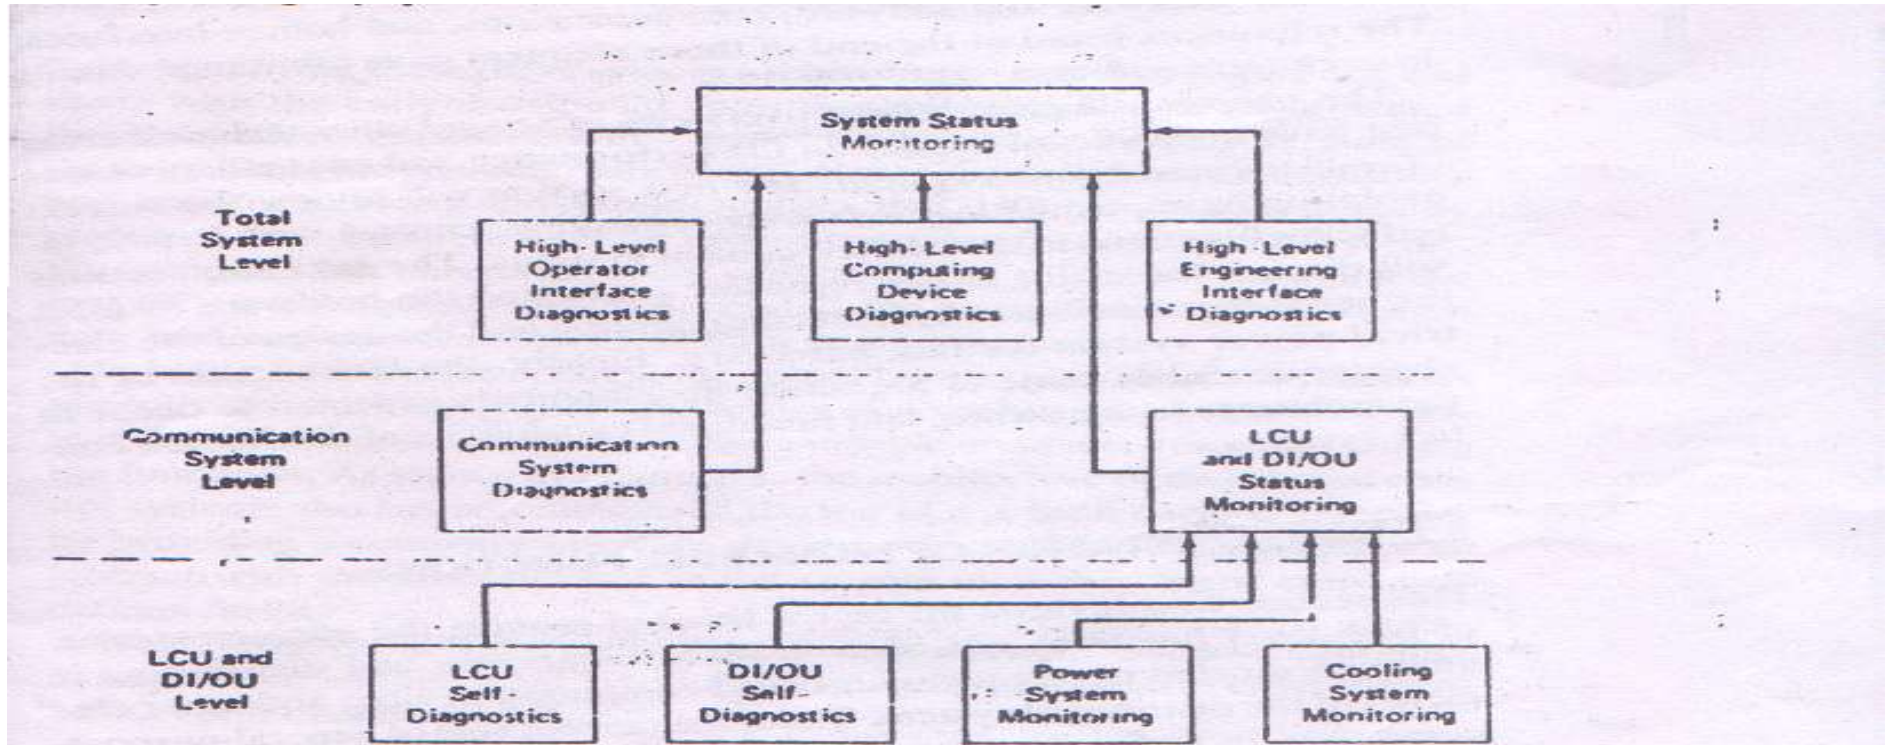 System Status
Monitoring
Total
System
Level
High-Level
Operator
Interface
Diagnostics
High-Level
Computing
Device
Diagnostics
High-Level
Engineering
Interface
Diagnostics
Communication
System
Level
Communication
System
Diagnostics
LCU
and DI/OU
Status
Monitoring
LCU and
DI/OU
Level
LCU
Self-
Diagnostics
DI/OU
Self-
Diagnostics
Power
System
Monitoring
Cooling
System
Monitoring